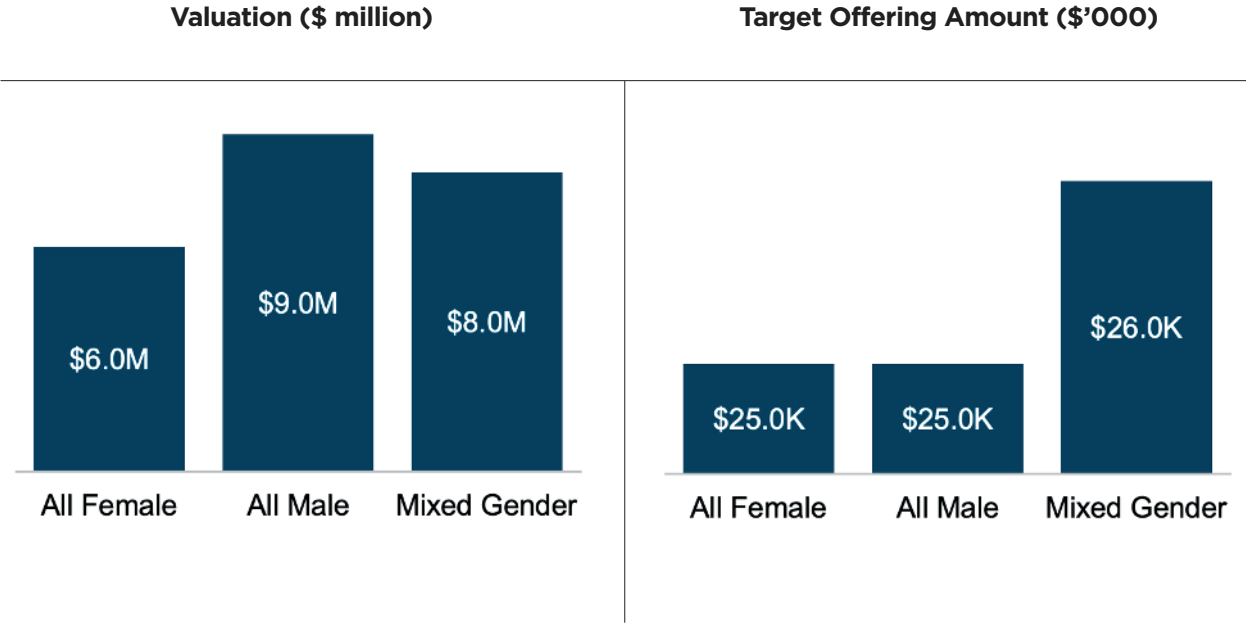 Valuation ($ million)
$6.0M
$9.0M
$8.0M
All Female
All Male
Mixed Gender
Target Offering Amount ($’000)
$25.0K
$25.0K
$26.0K
All Female
All Male
Mixed Gender